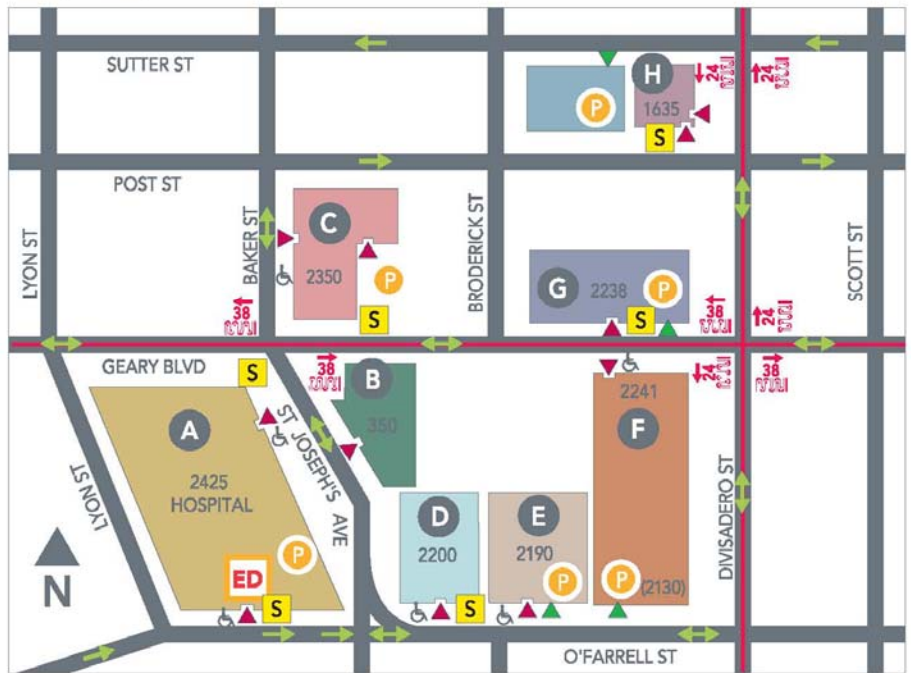 SUTTER ST
H
24
24
P
1635
S
POST ST
LYON ST
BAKER ST
BRODERICK ST
SCOTT ST
C
2350
P
S
G
2238
P
S
38
38
24
GEARY BLVD
S
38
B
350
24
38
2241
F
A
2425
HOSPITAL
ST JOSEPH'S AVE
LYON ST
DIVISADERO ST
D
2200
E
2190
P
P
(2130)
P
ED
S
S
N
O'FARRELL ST